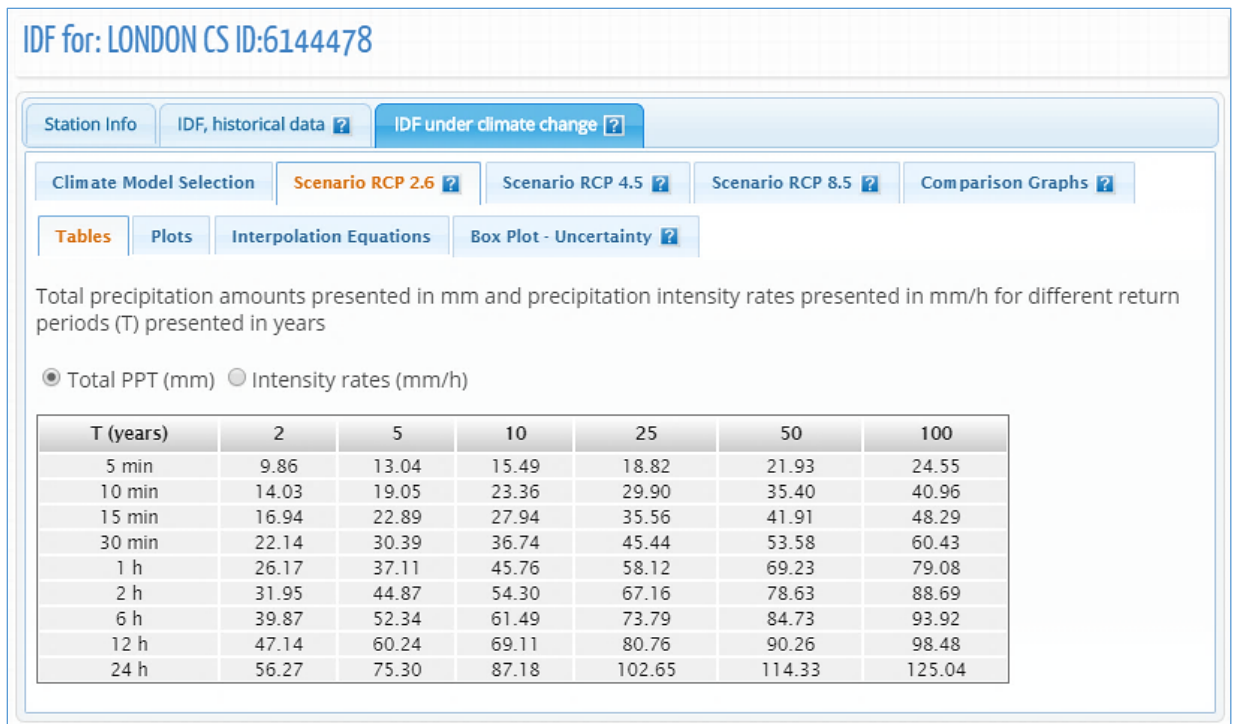 IDF for: LONDON CS ID:6144478
Station Info IDF, historical data ? IDF under climate change ?
Climate Model Selection Scenario RCP 2.6 ? Scenario RCP 4.5 ? Scenario RCP 8.5 ? Comparison Graphs ?
Tables Plots Interpolation Equations Box Plot - Uncertainty ?
Total precipitation amounts presented in mm and precipitation intensity rates presented in mm/h for different return
periods (T) presented in years
Total PPT (mm) Intensity rates (mm/h)
T (years) 2 5 10 25 50 100
5 min 9.86 13.04 15.49 18.82 21.93 24.55
10 min 14.03 19.05 23.36 29.90 35.40 40.96
15 min 16.94 22.89 27.94 35.56 41.91 48.29
30 min 22.14 30.39 36.74 45.44 53.58 60.43
1 h 26.17 37.11 45.76 58.12 69.23 79.08
2 h 31.95 44.87 54.30 67.16 78.63 88.69
6 h 39.87 52.34 61.49 73.79 84.73 93.92
12 h 47.14 60.24 69.11 80.76 90.26 98.48
24 h 56.27 75.30 87.18 102.65 114.33 125.04